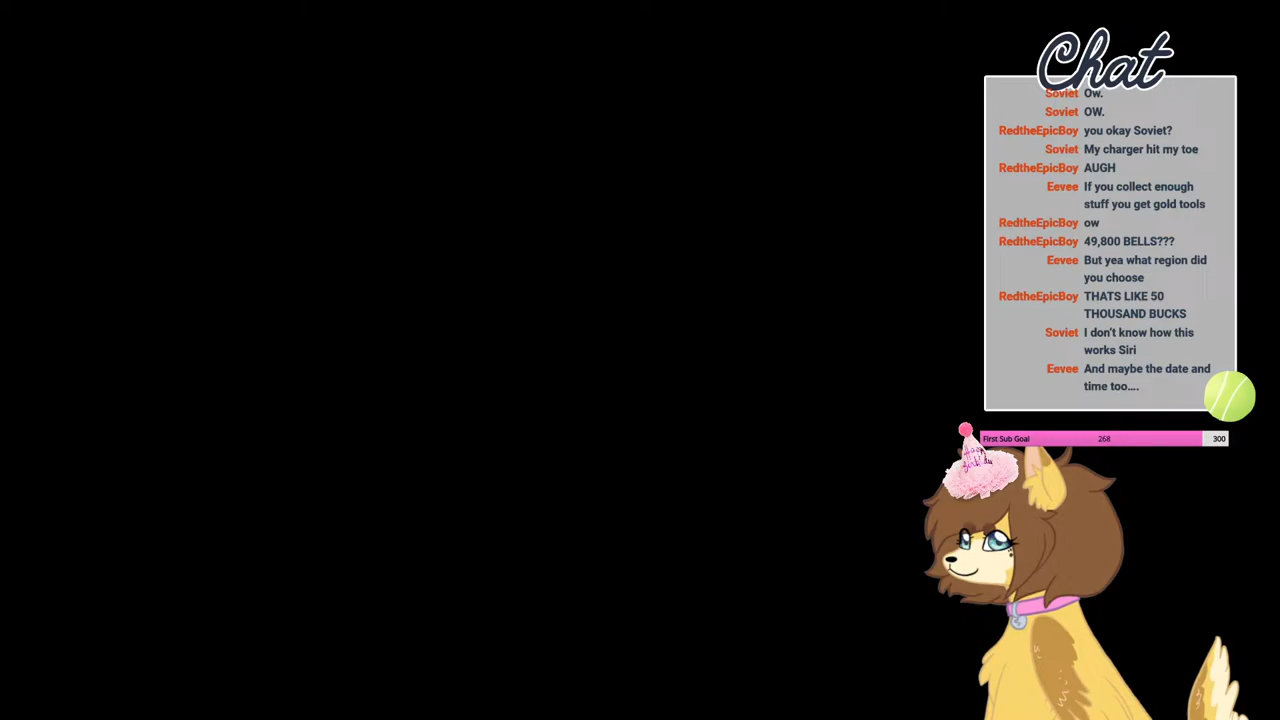 Chat
Soviet Ow.
Soviet OW.
RedtheEpicBoy you okay Soviet?
Soviet My charger hit my toe
RedtheEpicBoy AUGH
Eevee If you collect enough
stuff you get gold tools
RedtheEpicBoy ow
RedtheEpicBoy 49,800 BELLS???
Eevee But yea what region did
you choose
RedtheEpicBoy THATS LIKE 50
THOUSAND BUCKS
Soviet I don't know how this
works Siri
Eevee And maybe the date and
time too....
First Sub Goal 268 300